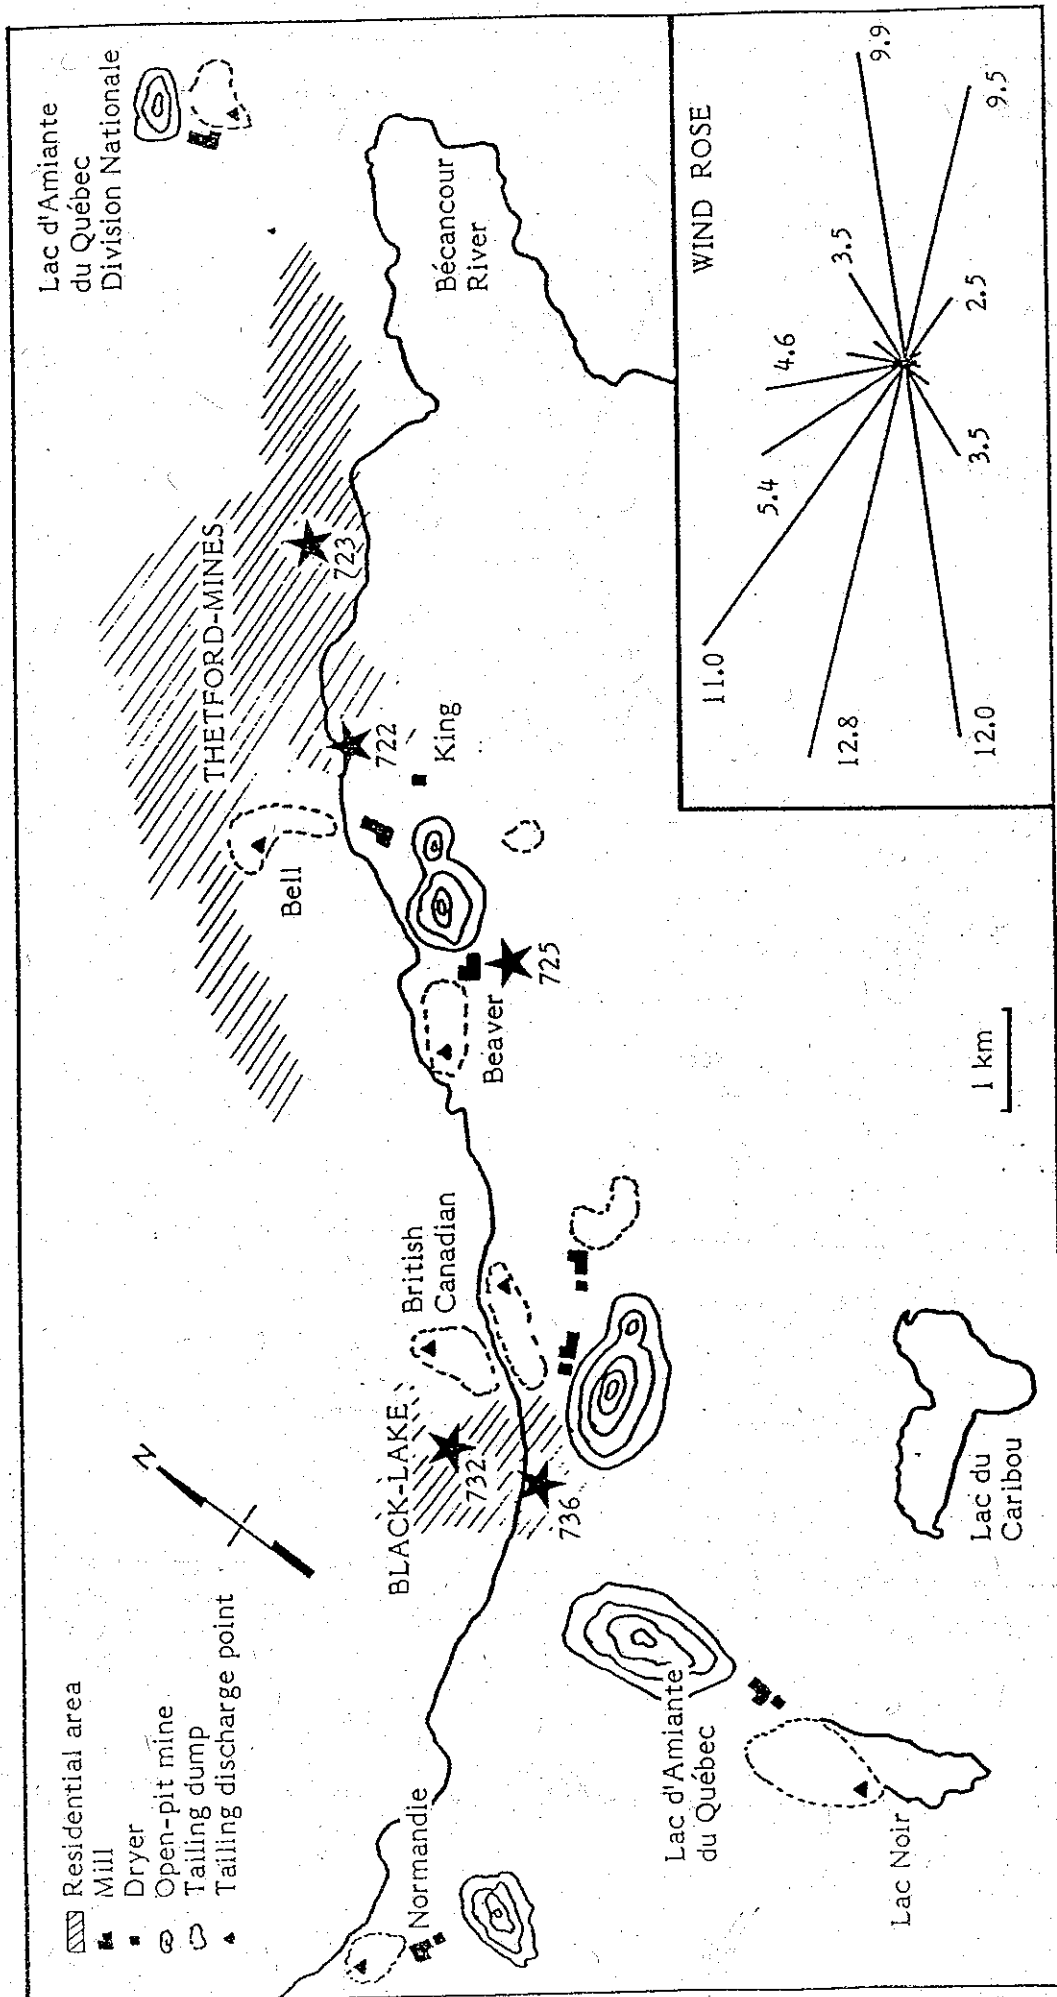 Residential area
Mill
Dryer
Open-pit mine
Tailing dump
Tailing discharge point
N
Lac d'Amiante
du Québec
Division Nationale
THETFORD-MINES
723
722
King
Bell
Bécancour
River
725
Beaver
British
Canadian
BLACK-LAKE
732
736
Normandie
Lac d'Amiante
du Québec
Lac Noir
Lac du
Caribou
1 km
WIND ROSE
11.0
5.4
4.6
3.5
9.9
9.5
2.5
3.5
12.0
12.8